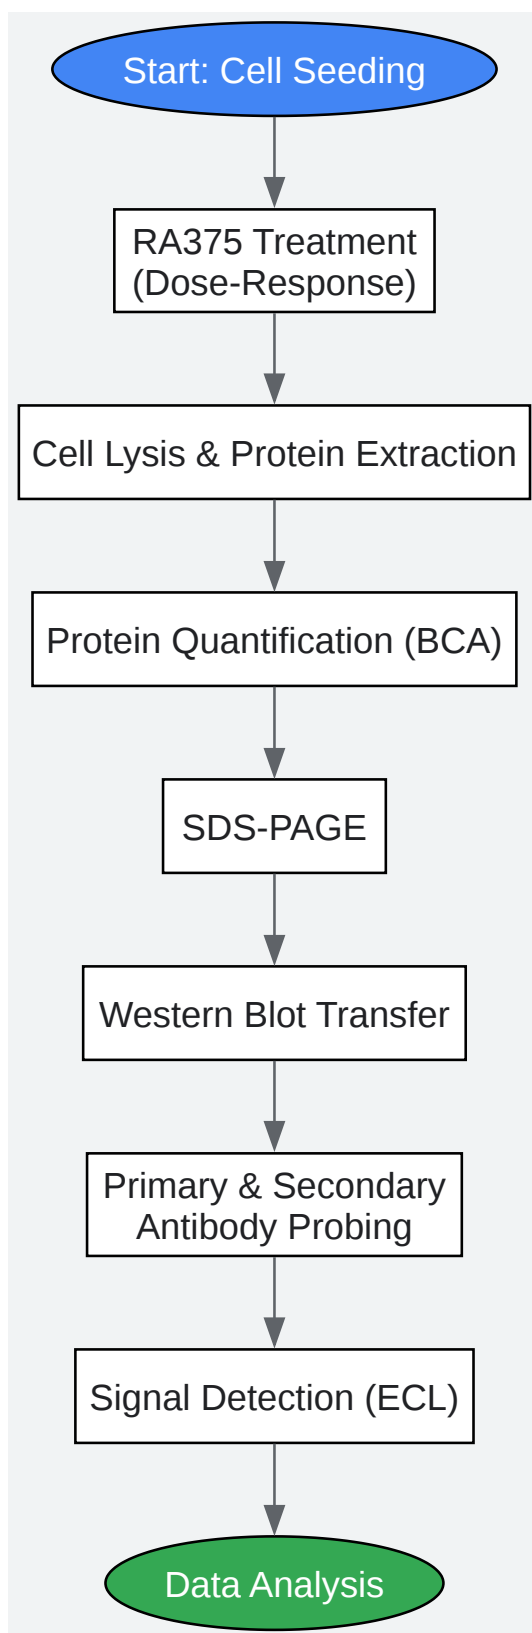 Start: Cell Seeding
RA375 Treatment
(Dose-Response)
Cell Lysis & Protein Extraction
Protein Quantification (BCA)
SDS-PAGE
Western Blot Transfer
Primary & Secondary
Antibody Probing
Signal Detection (ECL)
Data Analysis